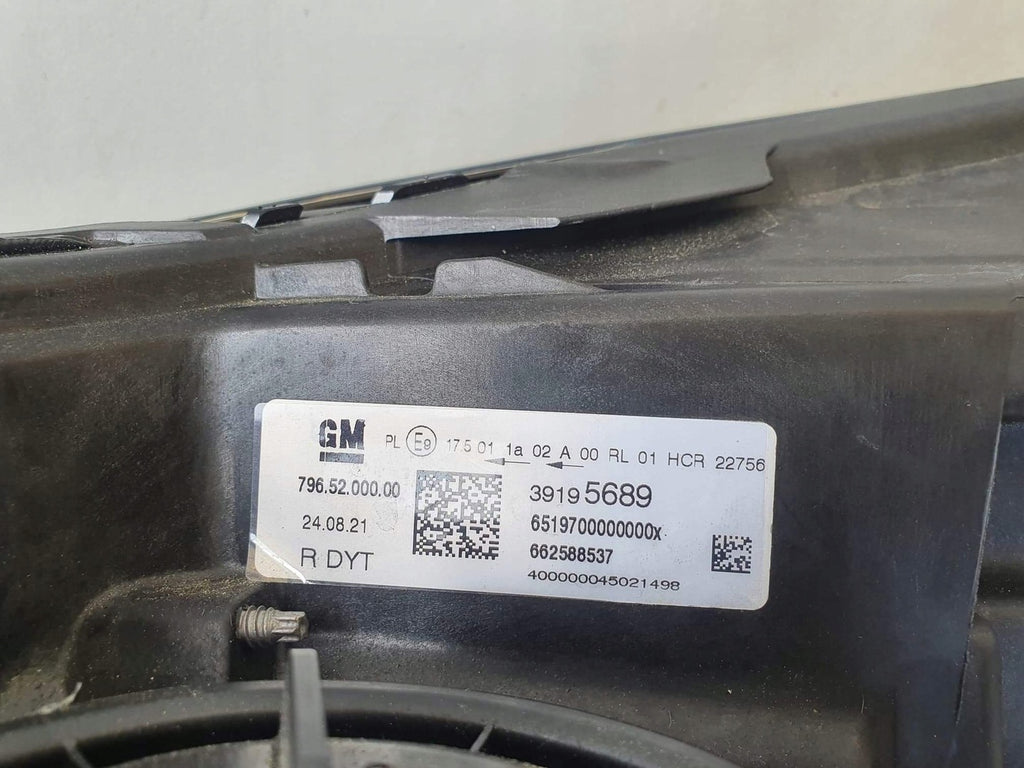 GM
PL E9 17.5 01 1a 02 A 00 RL 01 HCR 22756
796.52.000.00
39195689
24.08.21
6519700000000x
R DYT
662588537
400000045021498